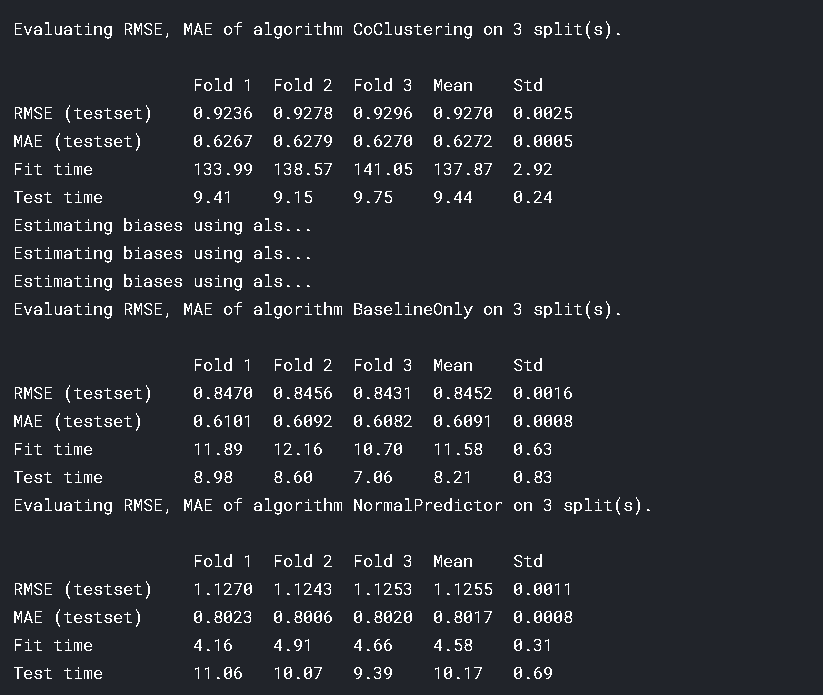 Evaluating RMSE, MAE of algorithm CoClustering on 3 split(s).
Fold 1 Fold 2 Fold 3 Mean Std
RMSE (testset) 0.9236 0.9278 0.9296 0.9270 0.0025
MAE (testset) 0.6267 0.6279 0.6270 0.6272 0.0005
Fit time 133.99 138.57 141.05 137.87 2.92
Test time 9.41 9.15 9.75 9.44 0.24
Estimating biases using als...
Estimating biases using als...
Estimating biases using als...
Evaluating RMSE, MAE of algorithm BaselineOnly on 3 split(s).
Fold 1 Fold 2 Fold 3 Mean Std
RMSE (testset) 0.8470 0.8456 0.8431 0.8452 0.0016
MAE (testset) 0.6101 0.6092 0.6082 0.6091 0.0008
Fit time 11.89 12.16 10.70 11.58 0.63
Test time 8.98 8.60 7.06 8.21 0.83
Evaluating RMSE, MAE of algorithm NormalPredictor on 3 split(s).
Fold 1 Fold 2 Fold 3 Mean Std
RMSE (testset) 1.1270 1.1243 1.1253 1.1255 0.0011
MAE (testset) 0.8023 0.8006 0.8020 0.8017 0.0008
Fit time 4.16 4.91 4.66 4.58 0.31
Test time 11.06 10.07 9.39 10.17 0.69